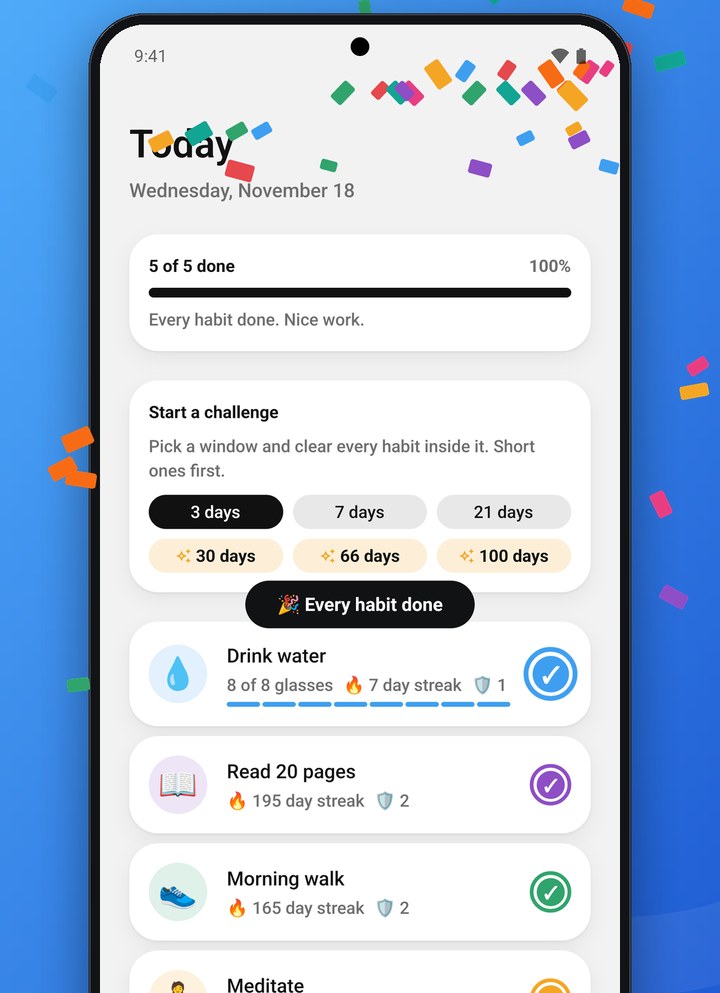 9:41
Today
Wednesday, November 18
5 of 5 done 100%
Every habit done. Nice work.
Start a challenge
Pick a window and clear every habit inside it. Short
ones first.
3 days 7 days 21 days
30 days 66 days 100 days
🎉 Every habit done
Drink water
8 of 8 glasses 🔥 7 day streak 🛡️ 1
Read 20 pages
🔥 195 day streak 🛡️ 2
Morning walk
🔥 165 day streak 🛡️ 2
Meditate